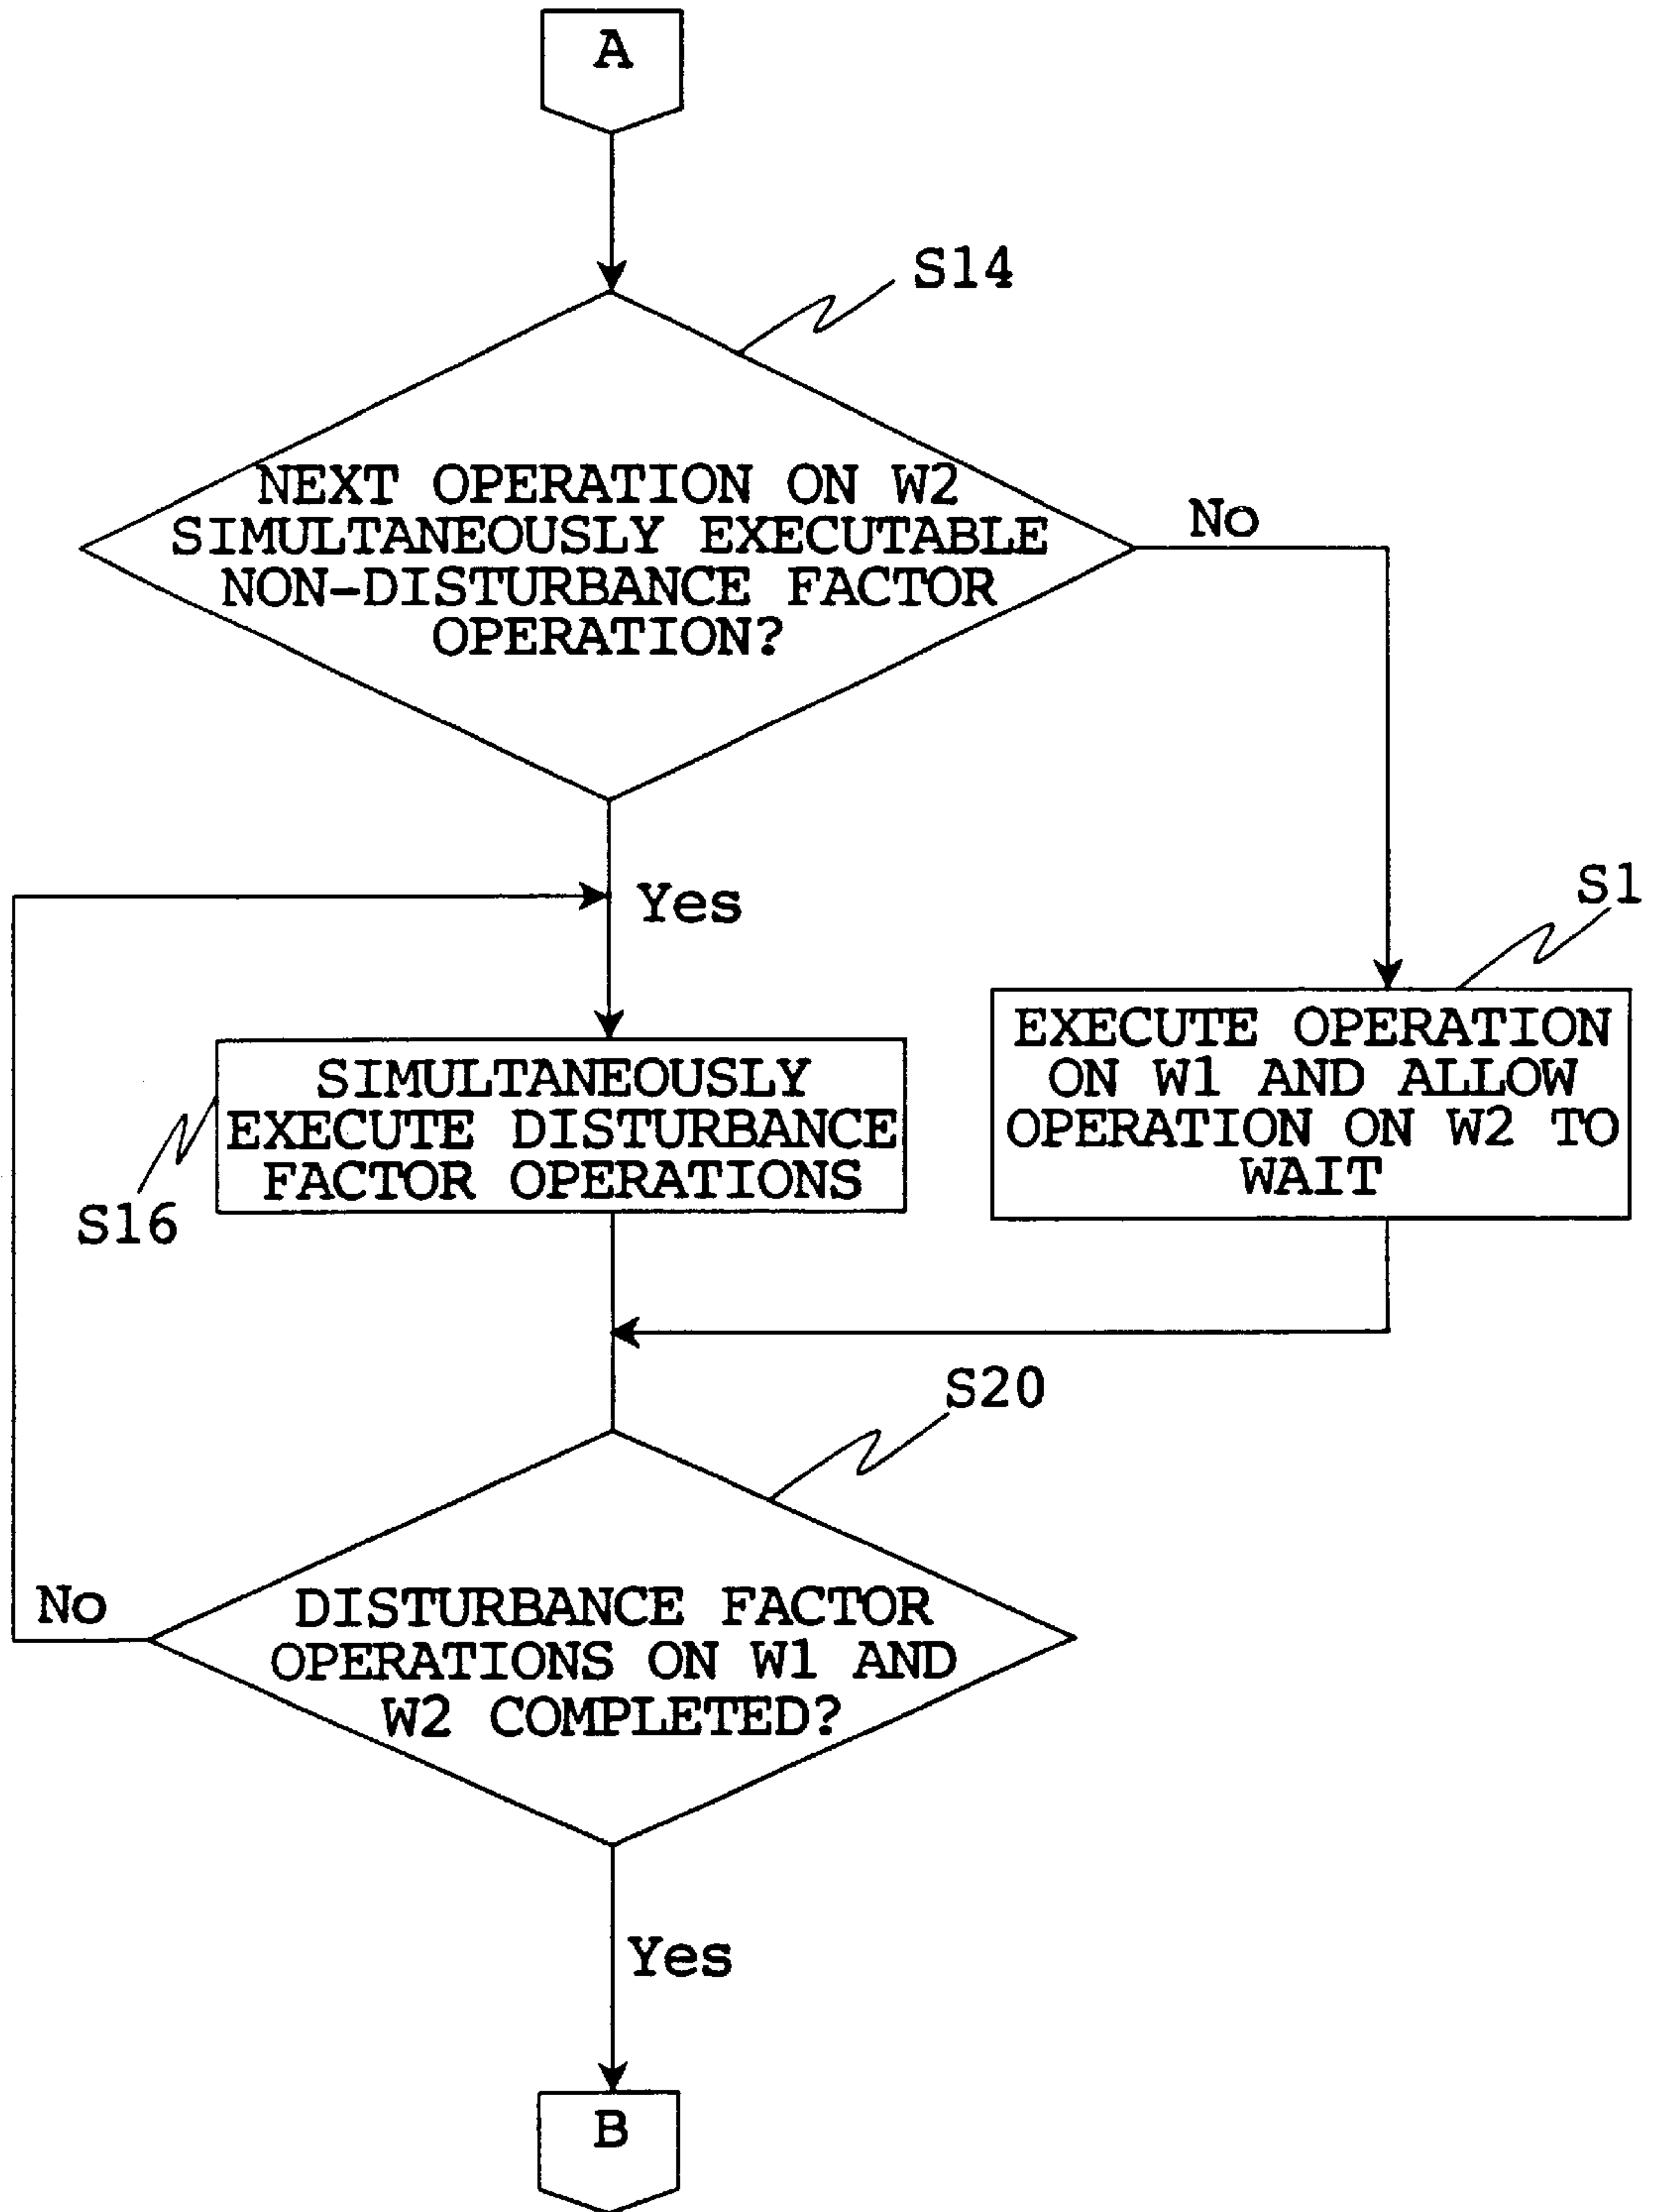 A
S14
NEXT OPERATION ON W2
SIMULTANEOUSLY EXECUTABLE
NON-DISTURBANCE FACTOR
OPERATION?
No
Yes
S1
EXECUTE OPERATION
ON W1 AND ALLOW
OPERATION ON W2 TO
WAIT
SIMULTANEOUSLY
EXECUTE DISTURBANCE
FACTOR OPERATIONS
S16
S20
No
DISTURBANCE FACTOR
OPERATIONS ON W1 AND
W2 COMPLETED?
Yes
B